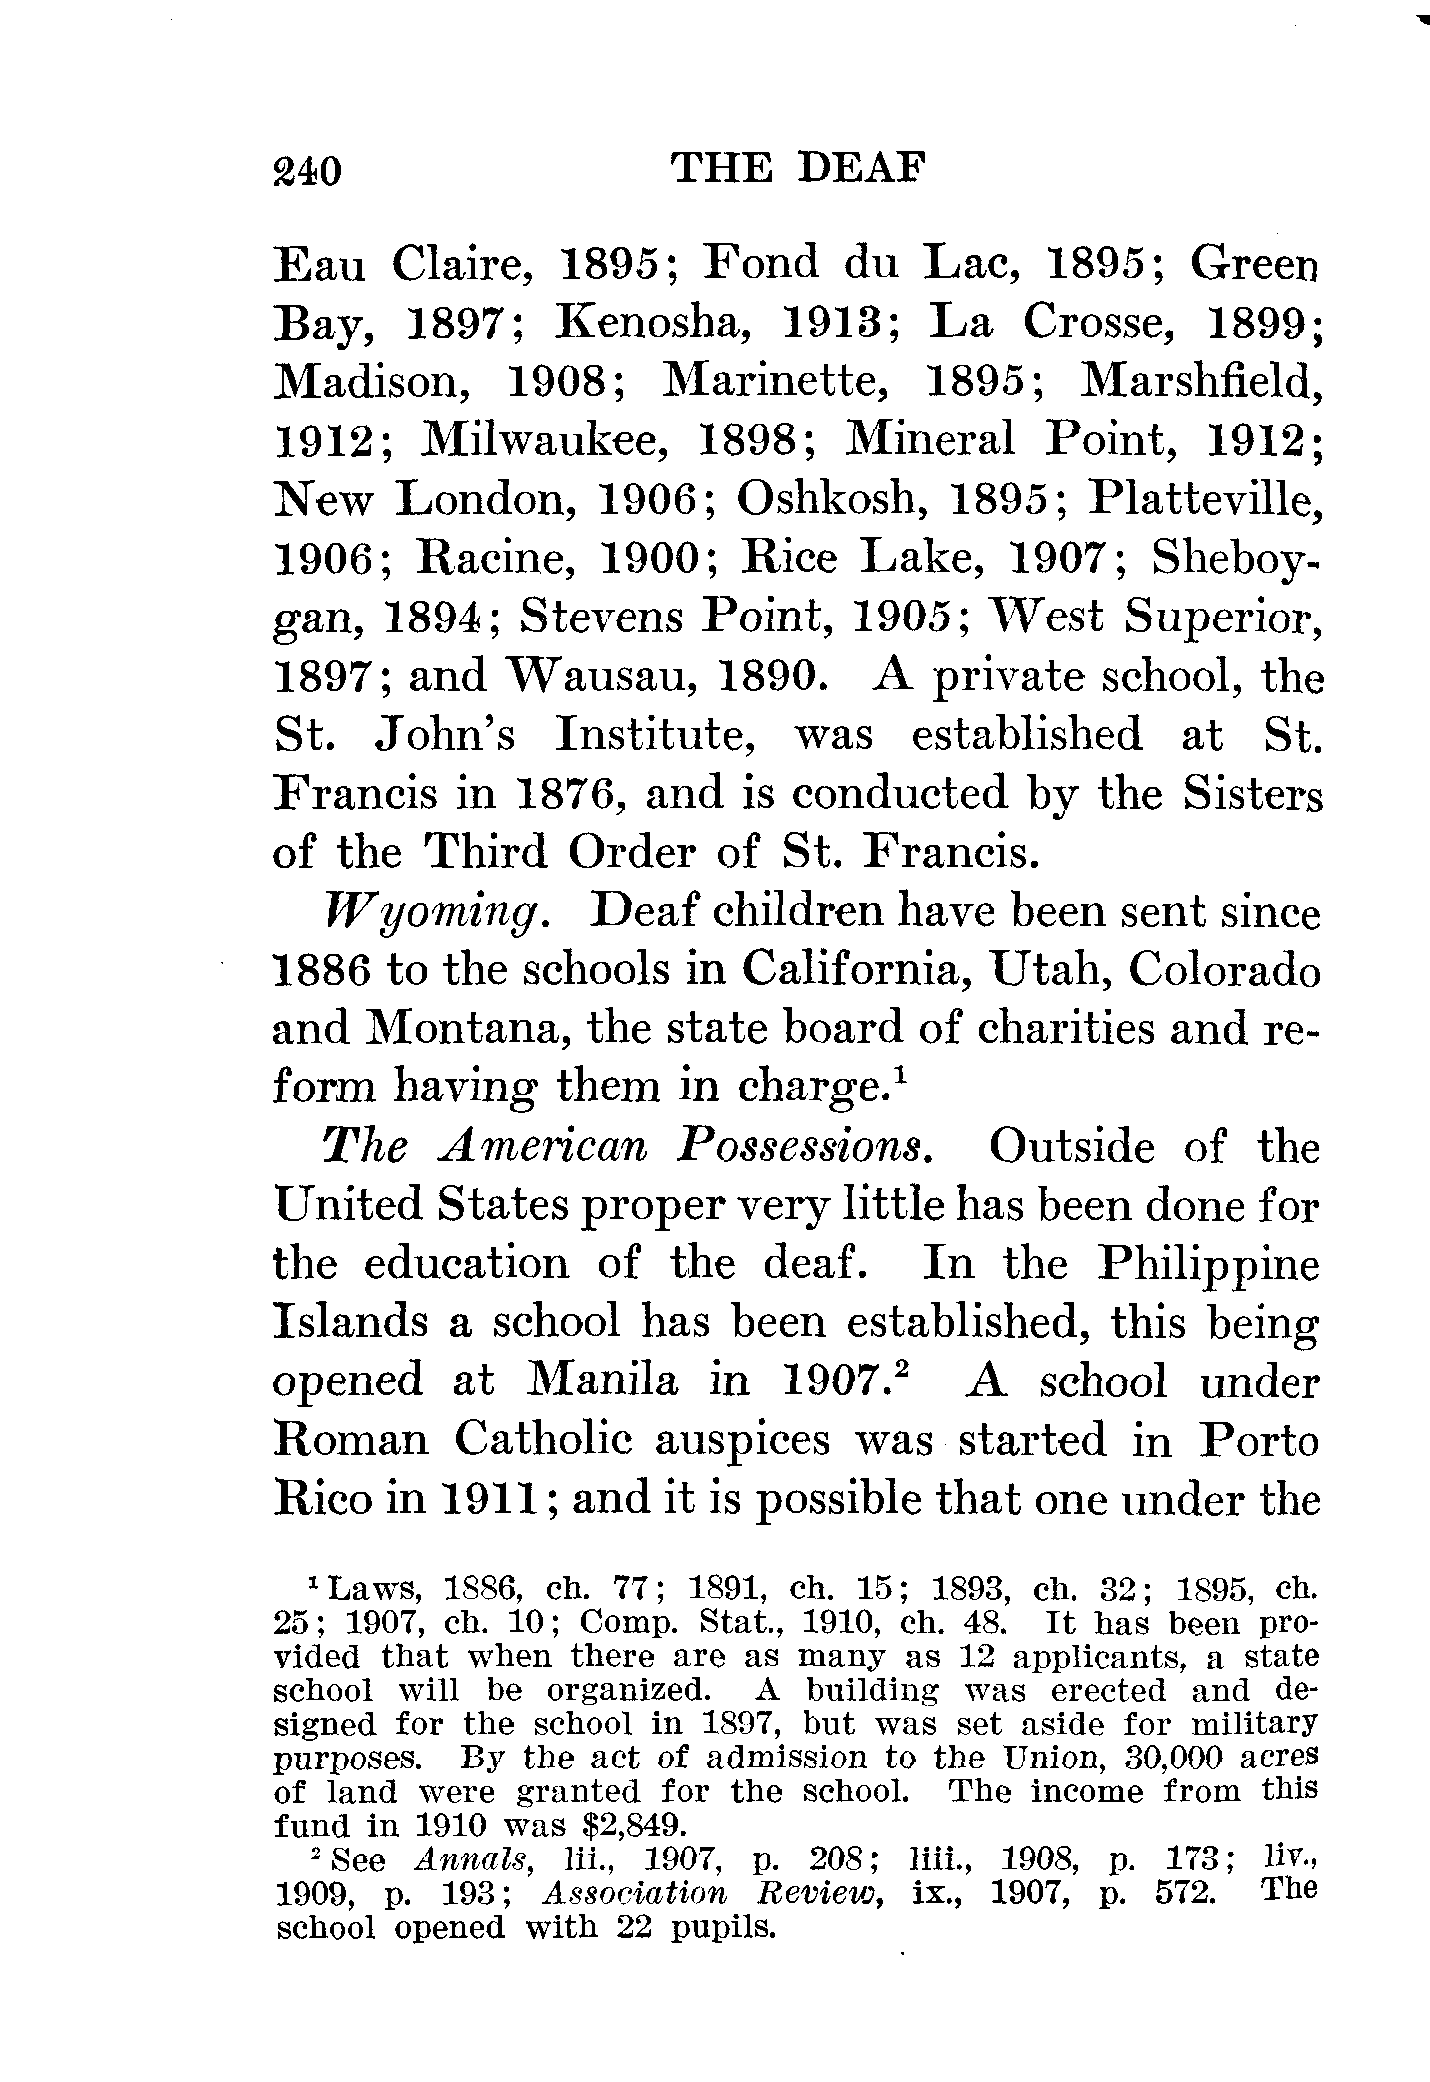 240 THE DEAF
Eau Claire, 1895; Fond du Lac, 1895; Green
Bay, 1897; Kenosha, 1913; La Crosse, 1899;
Madison, 1908; Marinette, 1895; Marshfield,
1912; Milwaukee, 1898; Mineral Point, 1912;
New London, 1906; Oshkosh, 1895; Platteville,
1906; Racine, 1900; Rice Lake, 1907; Sheboy-
gan, 1894; Stevens Point, 1905; West Superior,
1897; and Wausau, 1890. A private school, the
St. John's Institute, was established at St.
Francis in 1876, and is conducted by the Sisters
of the Third Order of St. Francis.
Wyoming. Deaf children have been sent since
1886 to the schools in California, Utah, Colorado
and Montana, the state board of charities and re-
form having them in charge.¹
The American Possessions. Outside of the
United States proper very little has been done for
the education of the deaf. In the Philippine
Islands a school has been established, this being
opened at Manila in 1907.² A school under
Roman Catholic auspices was started in Porto
Rico in 1911; and it is possible that one under the
¹ Laws, 1886, ch. 77; 1891, ch. 15; 1893, ch. 32; 1895, ch.
25; 1907, ch. 10; Comp. Stat., 1910, ch. 48. It has been pro-
vided that when there are as many as 12 applicants, a state
school will be organized. A building was erected and de-
signed for the school in 1897, but was set aside for military
purposes. By the act of admission to the Union, 30,000 acres
of land were granted for the school. The income from this
fund in 1910 was $2,849.
² See Annals, lii., 1907, p. 208; liii., 1908, p. 173; liv.,
1909, p. 193; Association Review, ix., 1907, p. 572. The
school opened with 22 pupils.